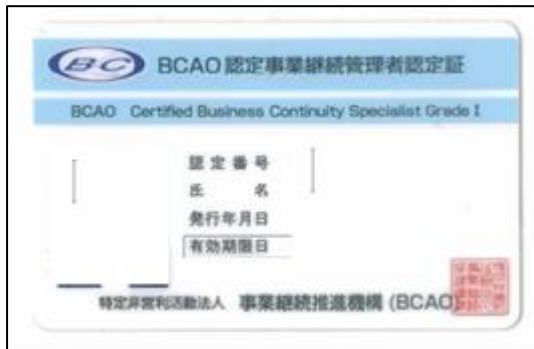 BC BCAO認定事業継続管理者認定証
BCAO Certified Business Continuity Specialist Grade I
認定番号
氏 名
発行年月日
有効期限日
特定非営利活動法人 事業継続推進機構 (BCAO)